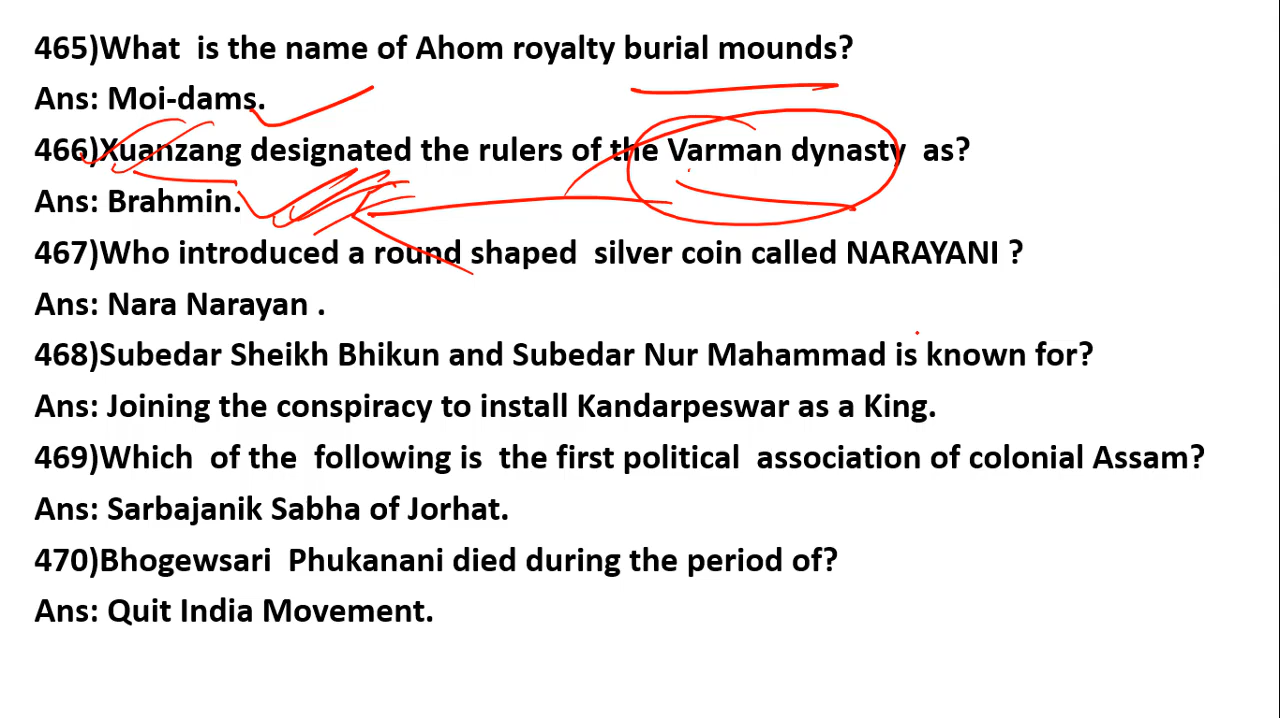 465)What is the name of Ahom royalty burial mounds?
Ans: Moi-dams.
466)Xuanzang designated the rulers of the Varman dynasty as?
Ans: Brahmin.
467)Who introduced a round shaped silver coin called NARAYANI ?
Ans: Nara Narayan .
468)Subedar Sheikh Bhikun and Subedar Nur Mahammad is known for?
Ans: Joining the conspiracy to install Kandarpeswar as a King.
469)Which of the following is the first political association of colonial Assam?
Ans: Sarbajanik Sabha of Jorhat.
470)Bhogewsari Phukanani died during the period of?
Ans: Quit India Movement.